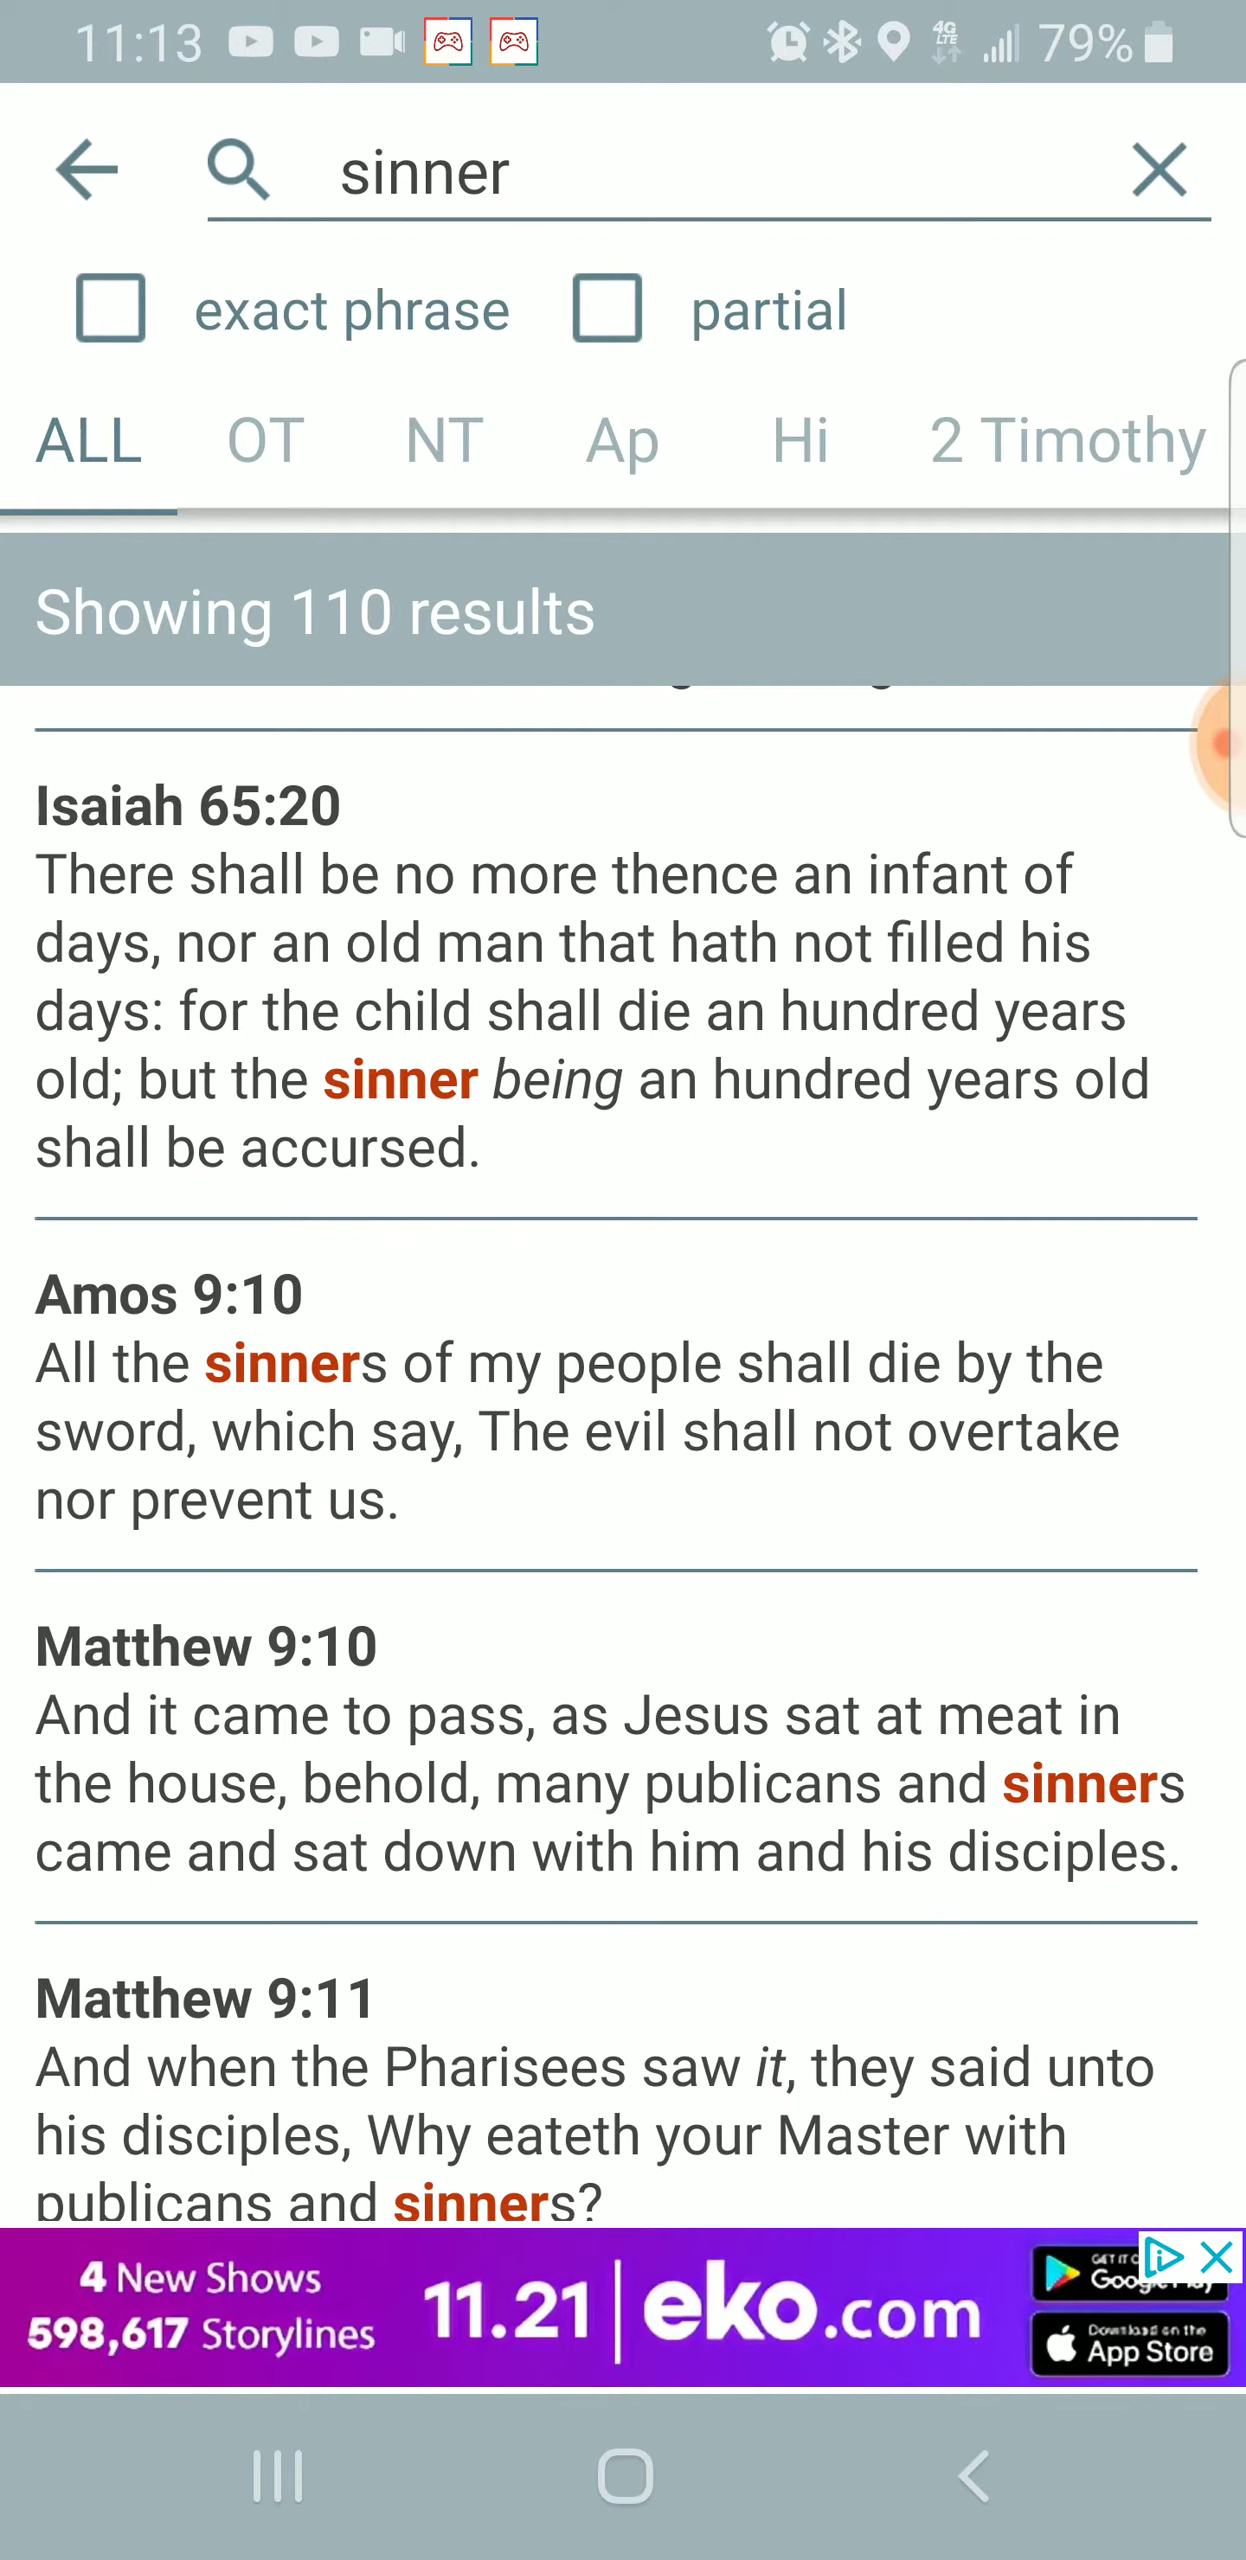 11:13 4G LTE 79%
sinner
exact phrase partial
ALL OT NT Ap Hi 2 Timothy
Showing 110 results
Isaiah 65:20
There shall be no more thence an infant of
days, nor an old man that hath not filled his
days: for the child shall die an hundred years
old; but the sinner being an hundred years old
shall be accursed.
Amos 9:10
All the sinners of my people shall die by the
sword, which say, The evil shall not overtake
nor prevent us.
Matthew 9:10
And it came to pass, as Jesus sat at meat in
the house, behold, many publicans and sinners
came and sat down with him and his disciples.
Matthew 9:11
And when the Pharisees saw it, they said unto
his disciples, Why eateth your Master with
publicans and sinners?
4 New Shows
598,617 Storylines
11.21 | eko.com
GET IT
Download on the
App Store